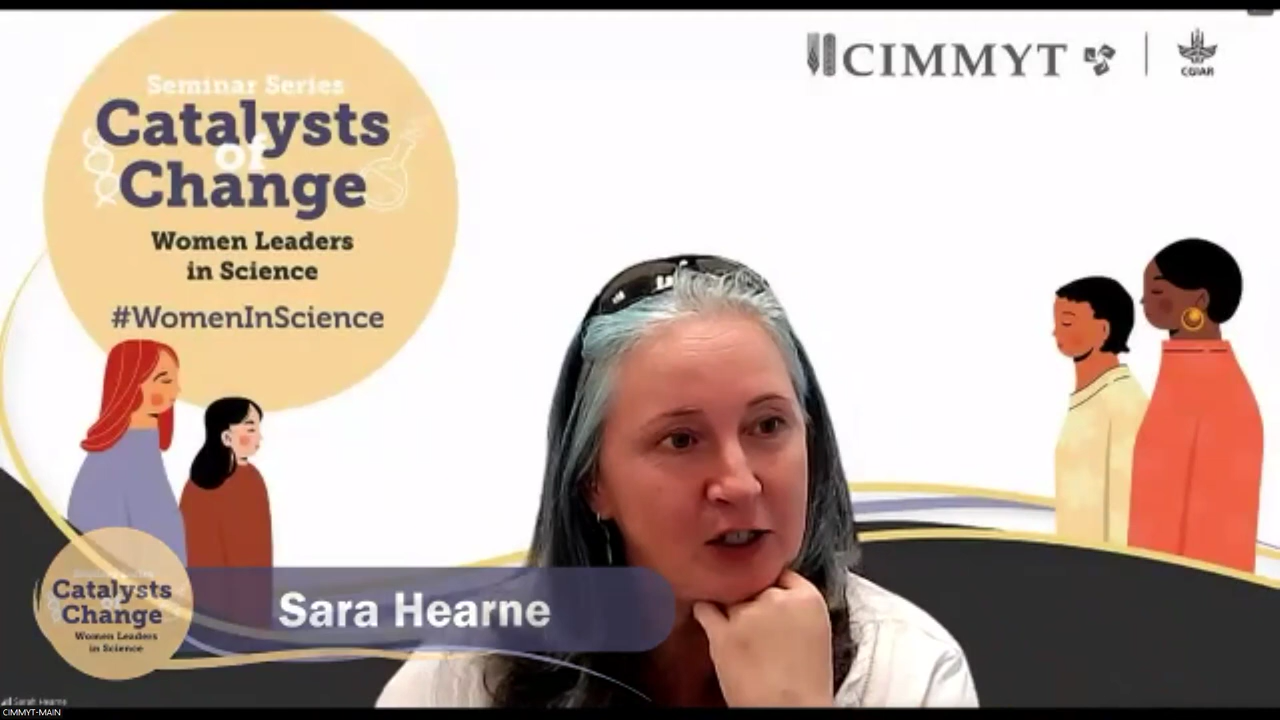 Seminar Series
Catalysts
of
Change
Women Leaders
in Science
#WomenInScience
CIMMYT
CGIAR
Catalysts
Change
Women Leaders
in Science
Sara Hearne
Sarah Hearne
CIMMYT-MAIN